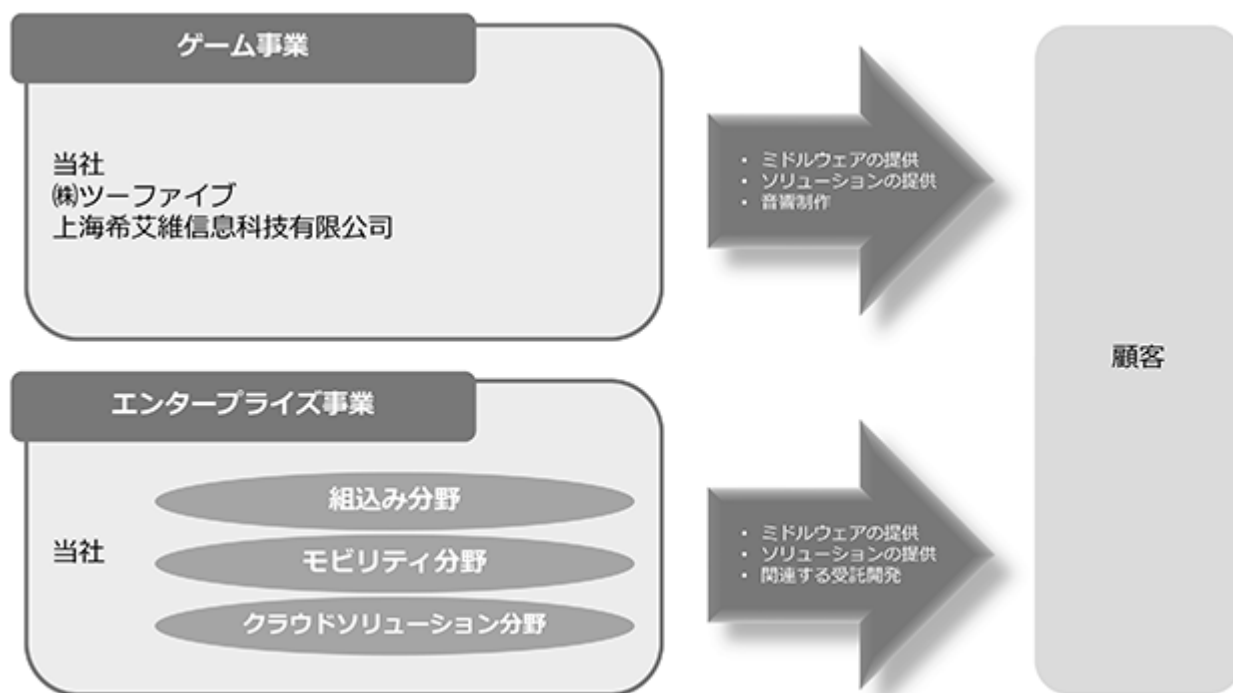 ゲーム事業
当社
㈱ツーファイブ
上海希艾維信息科技有限公司
• ミドルウェアの提供
• ソリューションの提供
• 音響制作
エンタープライズ事業
当社
組込み分野
モビリティ分野
クラウドソリューション分野
• ミドルウェアの提供
• ソリューションの提供
• 関連する受託開発
顧客